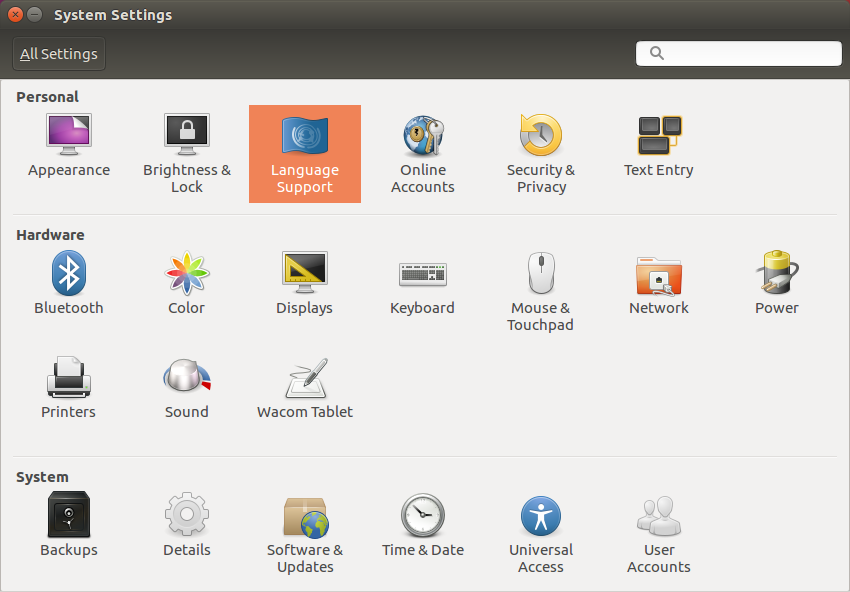 System Settings
All Settings
Personal
Appearance
Brightness &
Lock
Language
Support
Online
Accounts
Security &
Privacy
Text Entry
Hardware
Bluetooth
Color
Displays
Keyboard
Mouse &
Touchpad
Network
Power
Printers
Sound
Wacom Tablet
System
Backups
Details
Software &
Updates
Time & Date
Universal
Access
User
Accounts